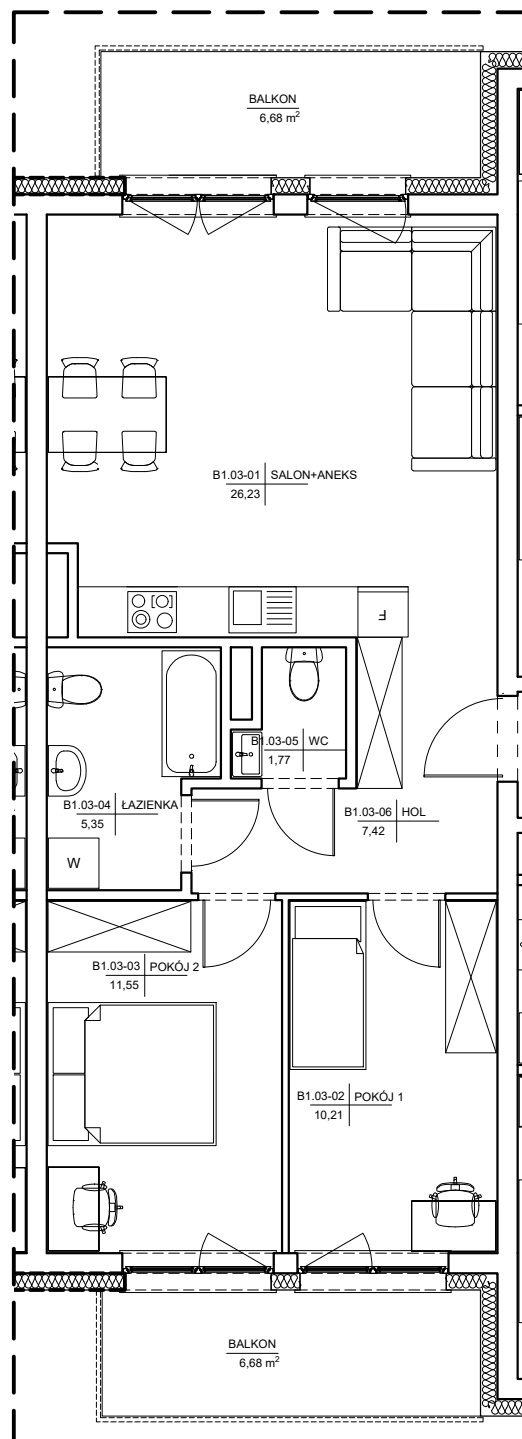 BALKON
6,68 m²
B1.03-01 SALON+ANEKS
26,23
F
B1.03-05 WC
1,77
B1.03-04 ŁAZIENKA
5,35
B1.03-06 HOL
7,42
W
B1.03-03 POKÓJ 2
11,55
B1.03-02 POKÓJ 1
10,21
BALKON
6,68 m²